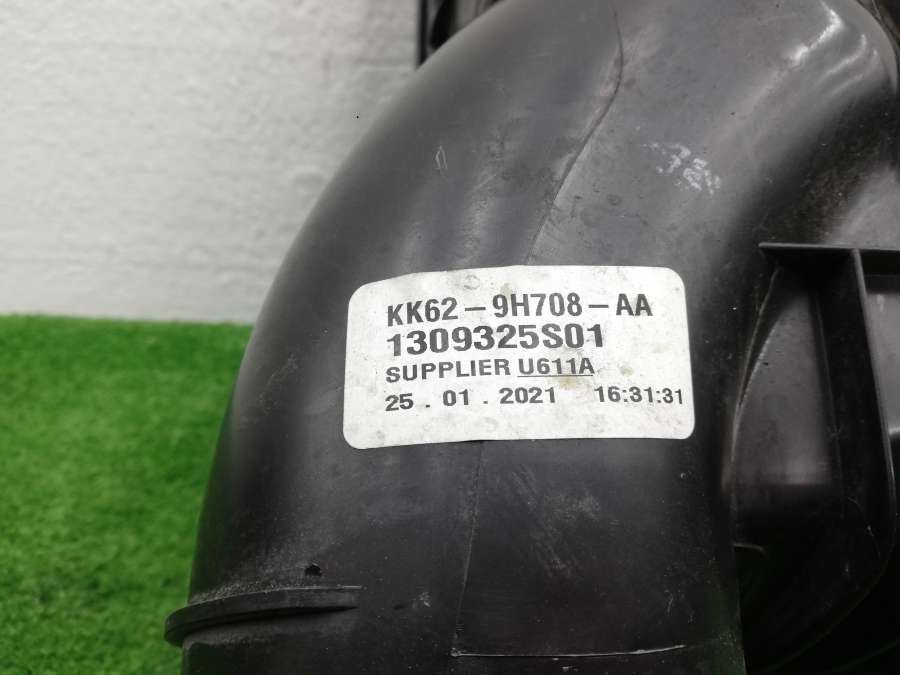 KK62-9H708-AA
1309325S01
SUPPLIER U611A
25 . 01 . 2021 16:31:31